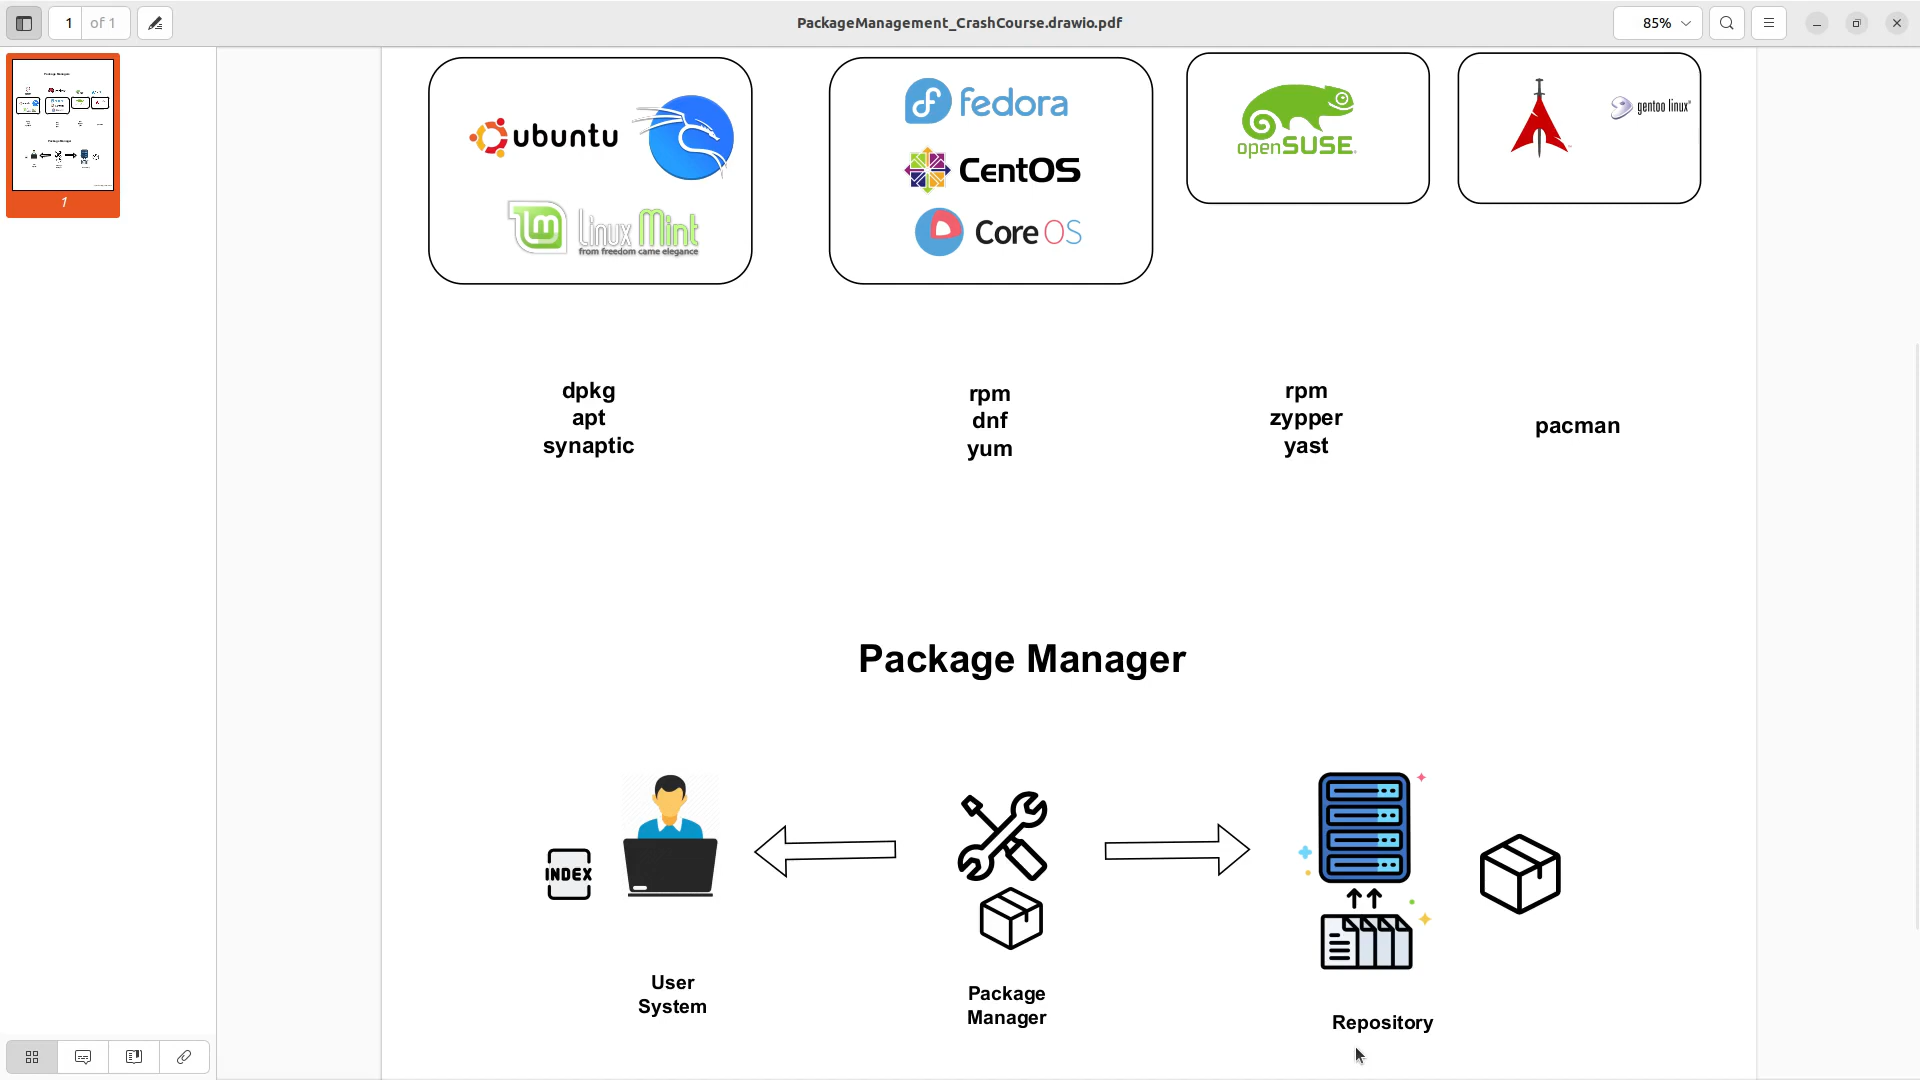 1 of 1
PackageManagement_CrashCourse.drawio.pdf
85%
1
ubuntu
linux Mint
from freedom came elegance
fedora
CentOS
Core OS
openSUSE
gentoo linux
dpkg
apt
synaptic
rpm
dnf
yum
rpm
zypper
yast
pacman
Package Manager
INDEX
User
System
Package
Manager
Repository